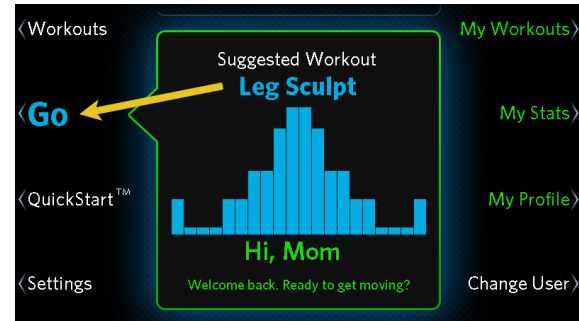 Workouts
Go
QuickStart™
Settings
Suggested Workout
Leg Sculpt
Hi, Mom
Welcome back. Ready to get moving?
My Workouts
My Stats
My Profile
Change User